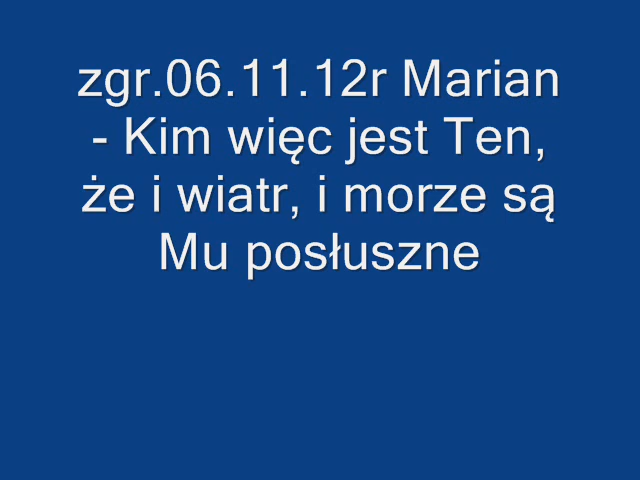 zgr.06.11.12r Marian
- Kim więc jest Ten,
że i wiatr, i morze są
Mu posłuszne